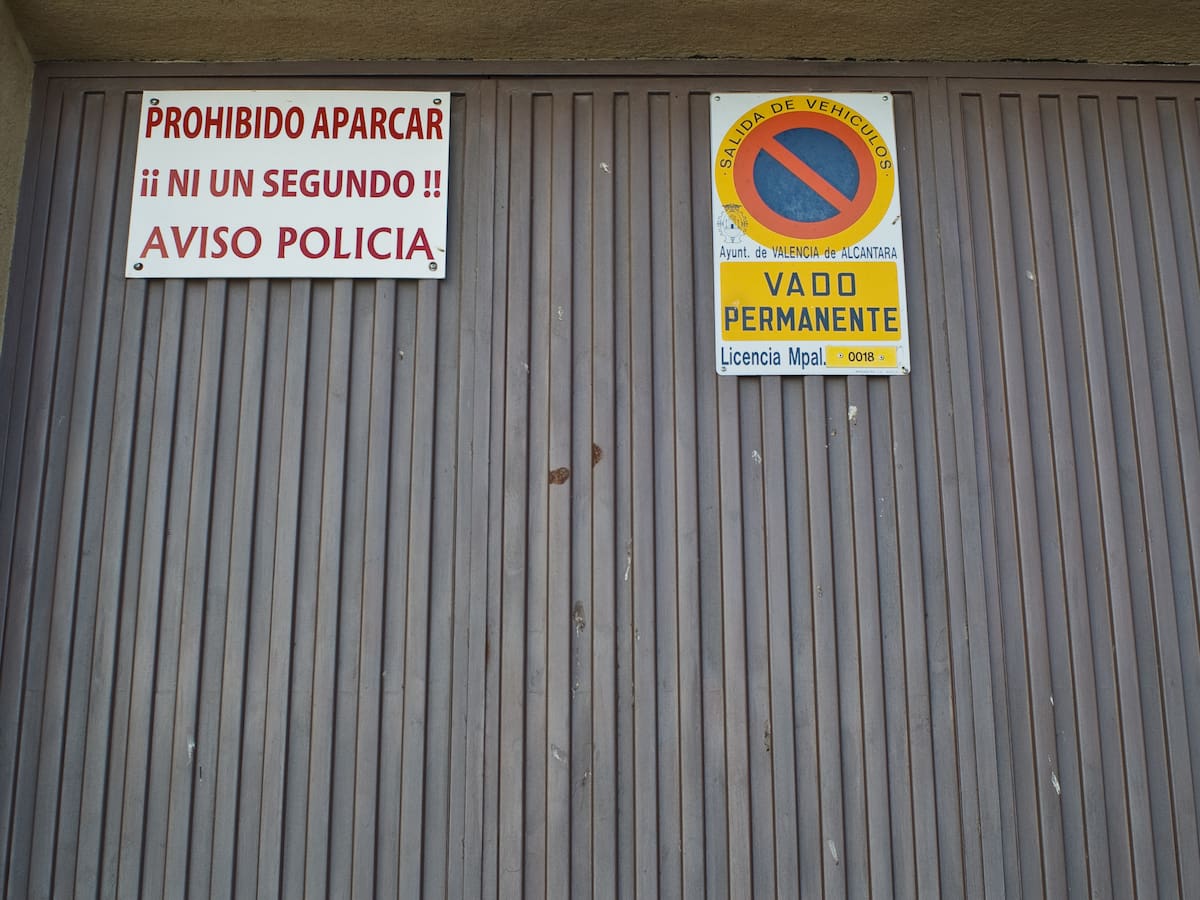 PROHIBIDO APARCAR
¡¡ NI UN SEGUNDO !!
AVISO POLICIA
· SALIDA DE VEHICULOS ·
Ayunt. de VALENCIA de ALCANTARA
VADO
PERMANENTE
Licencia Mpal. 0018